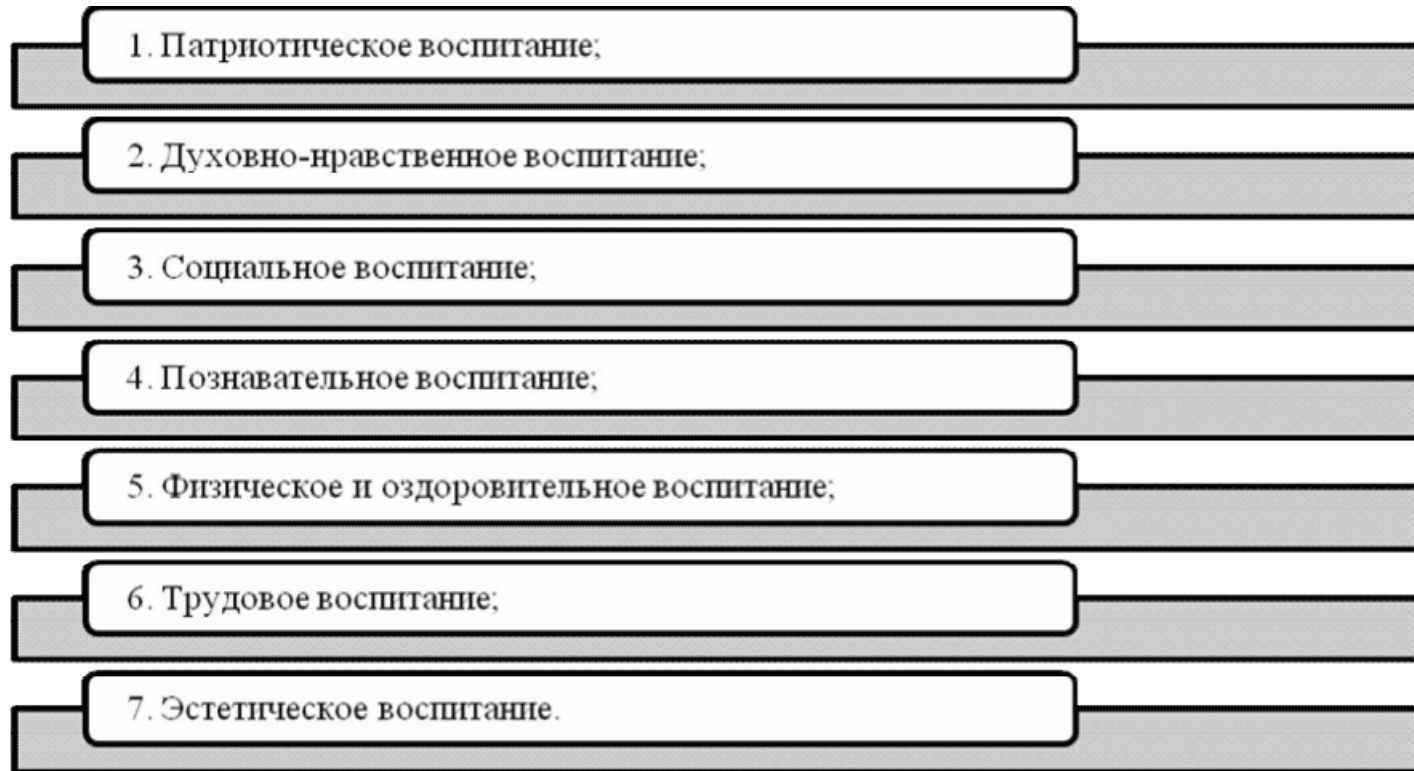 1. Патриотическое воспитание;
2. Духовно-нравственное воспитание;
3. Социальное воспитание;
4. Познавательное воспитание;
5. Физическое и оздоровительное воспитание;
6. Трудовое воспитание;
7. Эстетическое воспитание.